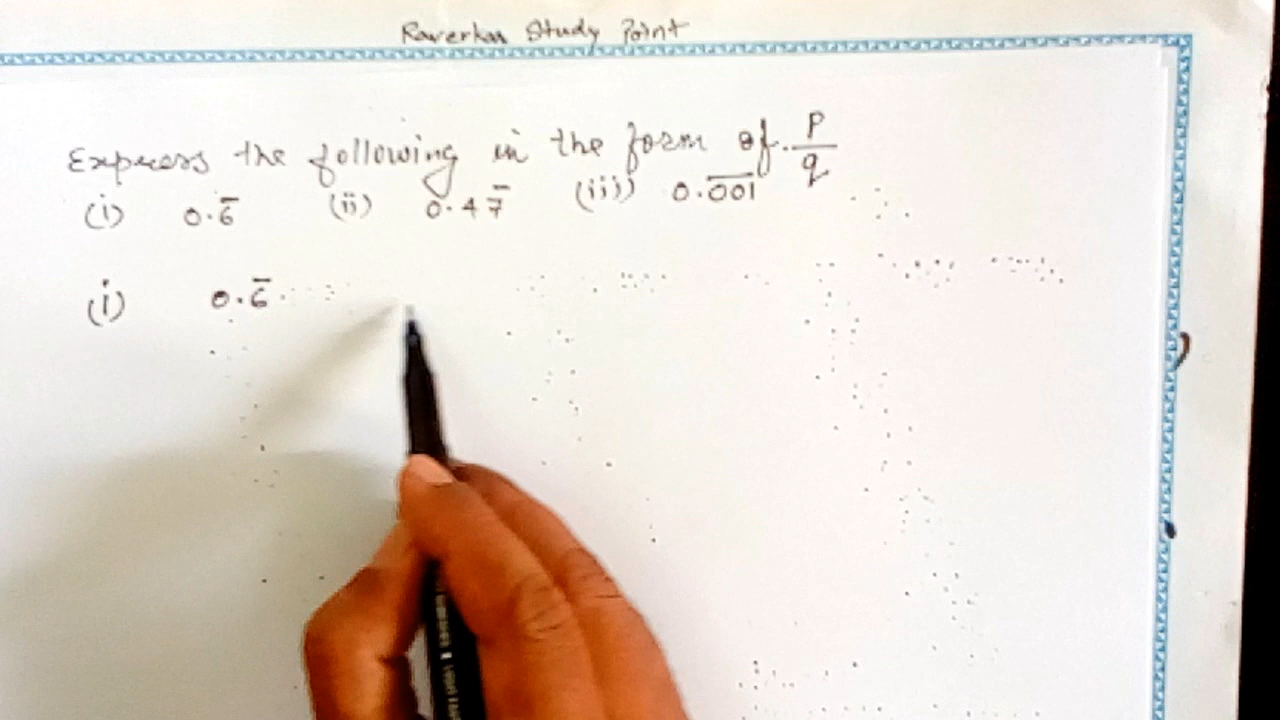 Raverkar Study Point
Express the following in the form of p/q
(i) 0.6̅ (ii) 0.47̅ (iii) 0.0̅0̅1̅
(i) 0.6̅